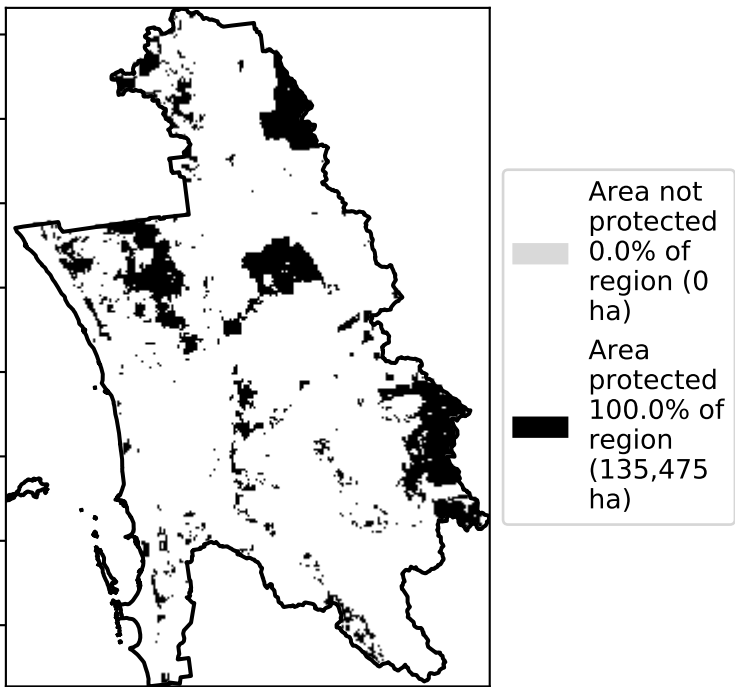 Area not
protected
0.0% of
region (0
ha)
Area
protected
100.0% of
region
(135,475
ha)